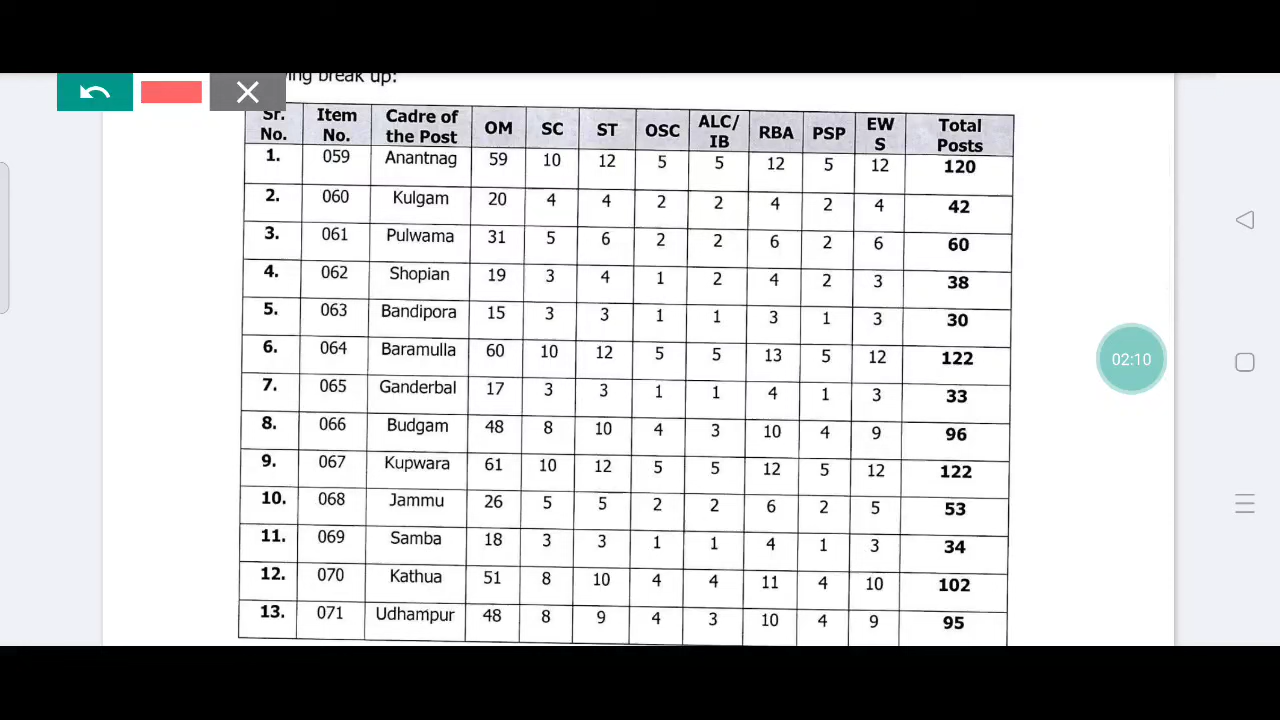 ing break up:
Sr. No. Item No. Cadre of the Post OM SC ST OSC ALC/ IB RBA PSP EW S Total Posts
1. 059 Anantnag 59 10 12 5 5 12 5 12 120
2. 060 Kulgam 20 4 4 2 2 4 2 4 42
3. 061 Pulwama 31 5 6 2 2 6 2 6 60
4. 062 Shopian 19 3 4 1 2 4 2 3 38
5. 063 Bandipora 15 3 3 1 1 3 1 3 30
6. 064 Baramulla 60 10 12 5 5 13 5 12 122
7. 065 Ganderbal 17 3 3 1 1 4 1 3 33
8. 066 Budgam 48 8 10 4 3 10 4 9 96
9. 067 Kupwara 61 10 12 5 5 12 5 12 122
10. 068 Jammu 26 5 5 2 2 6 2 5 53
11. 069 Samba 18 3 3 1 1 4 1 3 34
12. 070 Kathua 51 8 10 4 4 11 4 10 102
13. 071 Udhampur 48 8 9 4 3 10 4 9 95
02:10